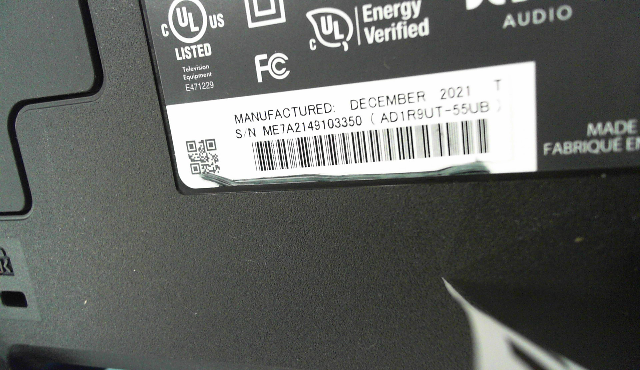 C UL US
LISTED
Television
Equipment
E471229
FC
C UL
Energy
Verified
AUDIO
MANUFACTURED: DECEMBER 2021 T
S/N ME7A2149103350 ( AD1R9UT-55UB )
MADE
FABRIQUÉ EN